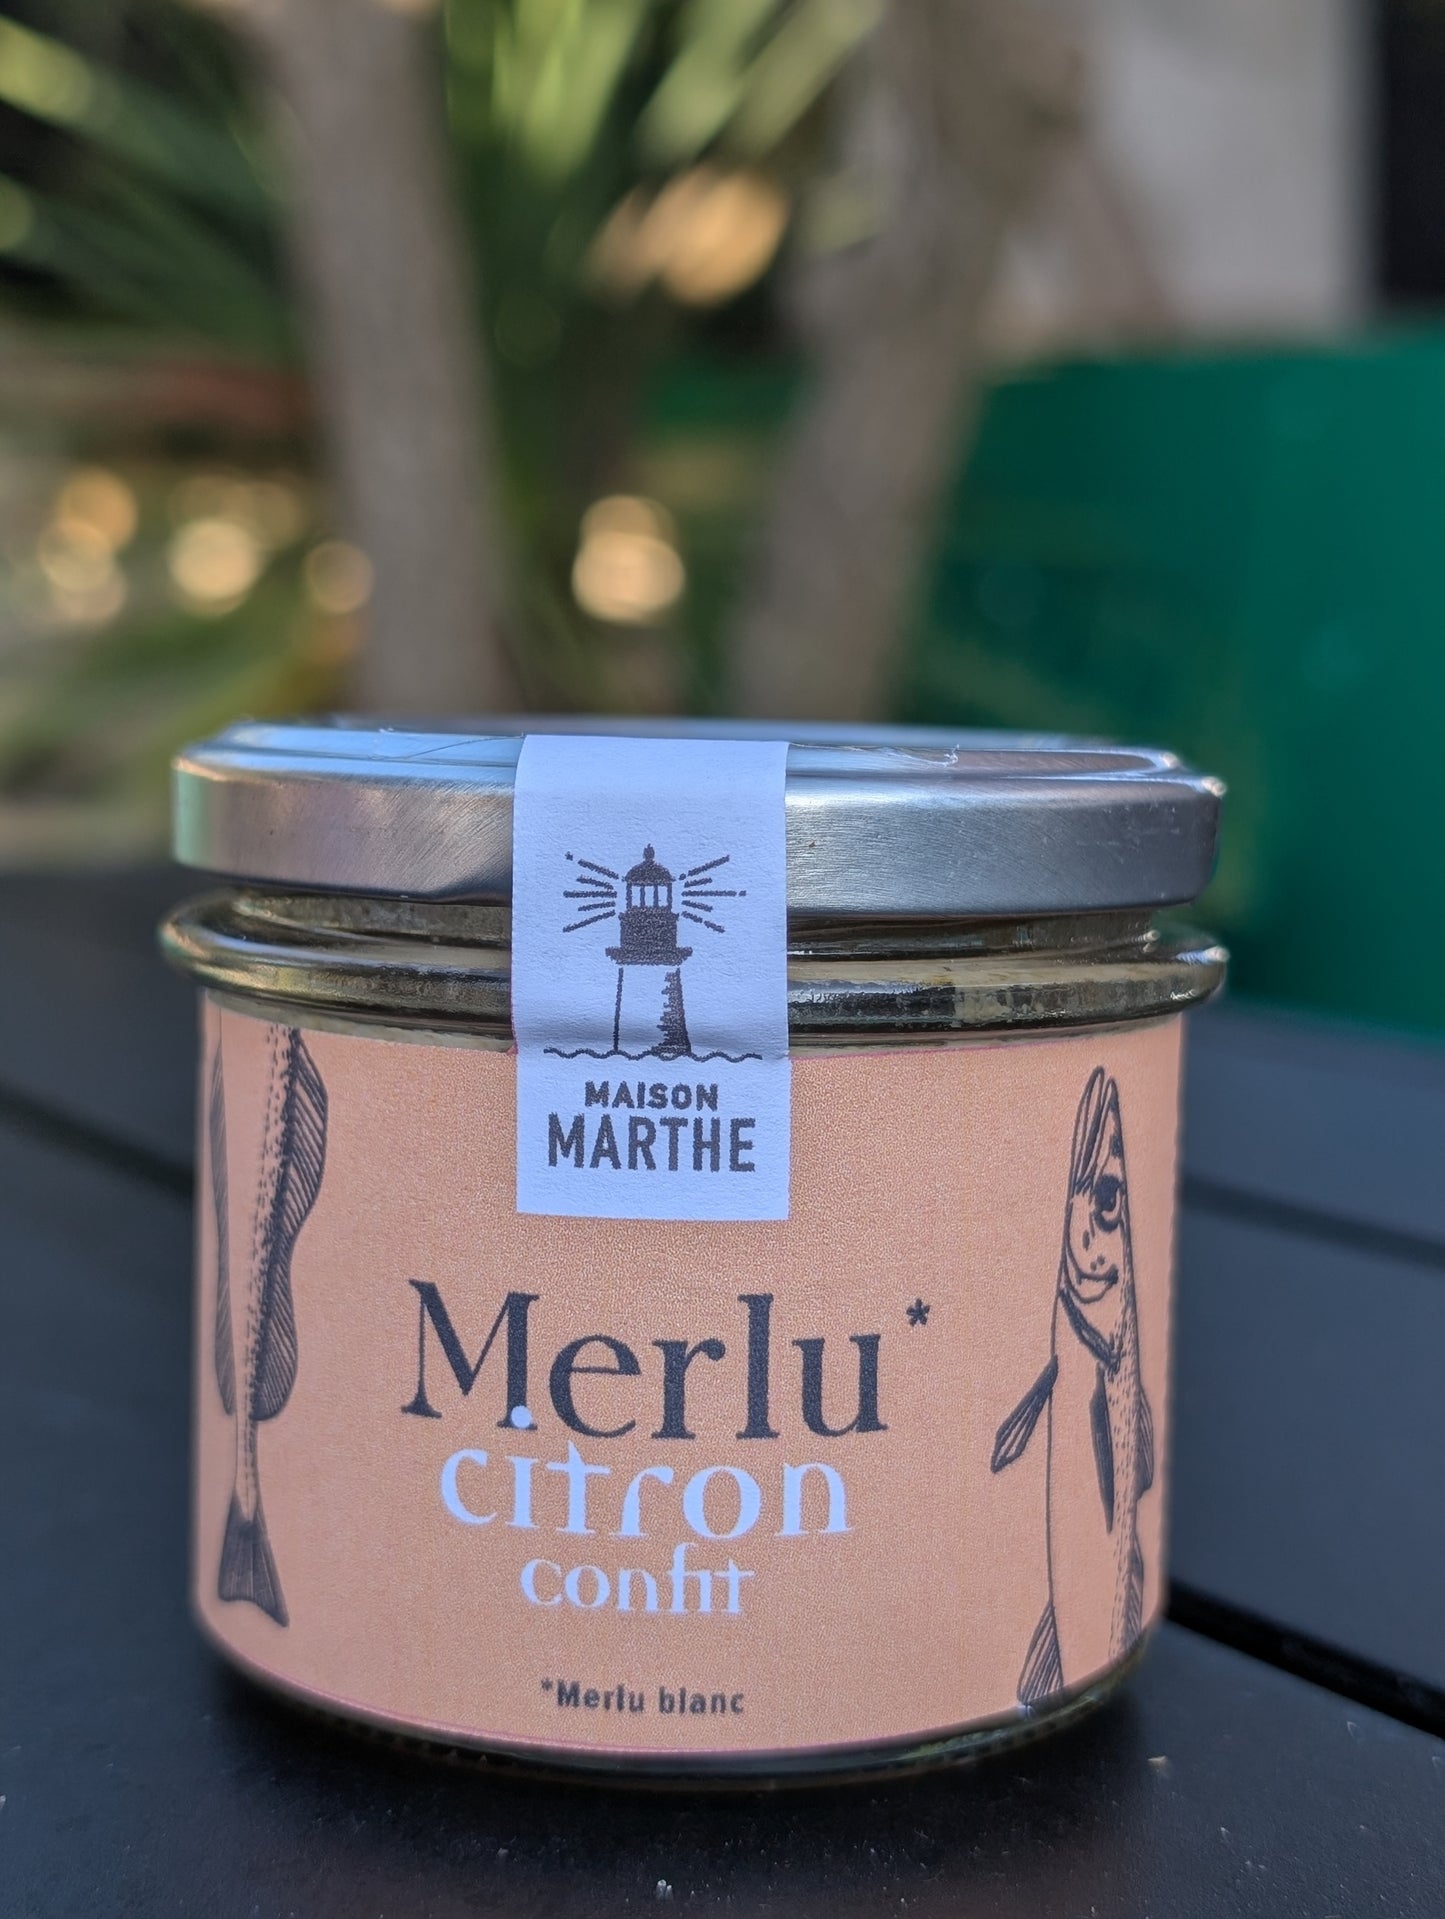 MAISON
MARTHE
Merlu*
citron
confit
*Merlu blanc